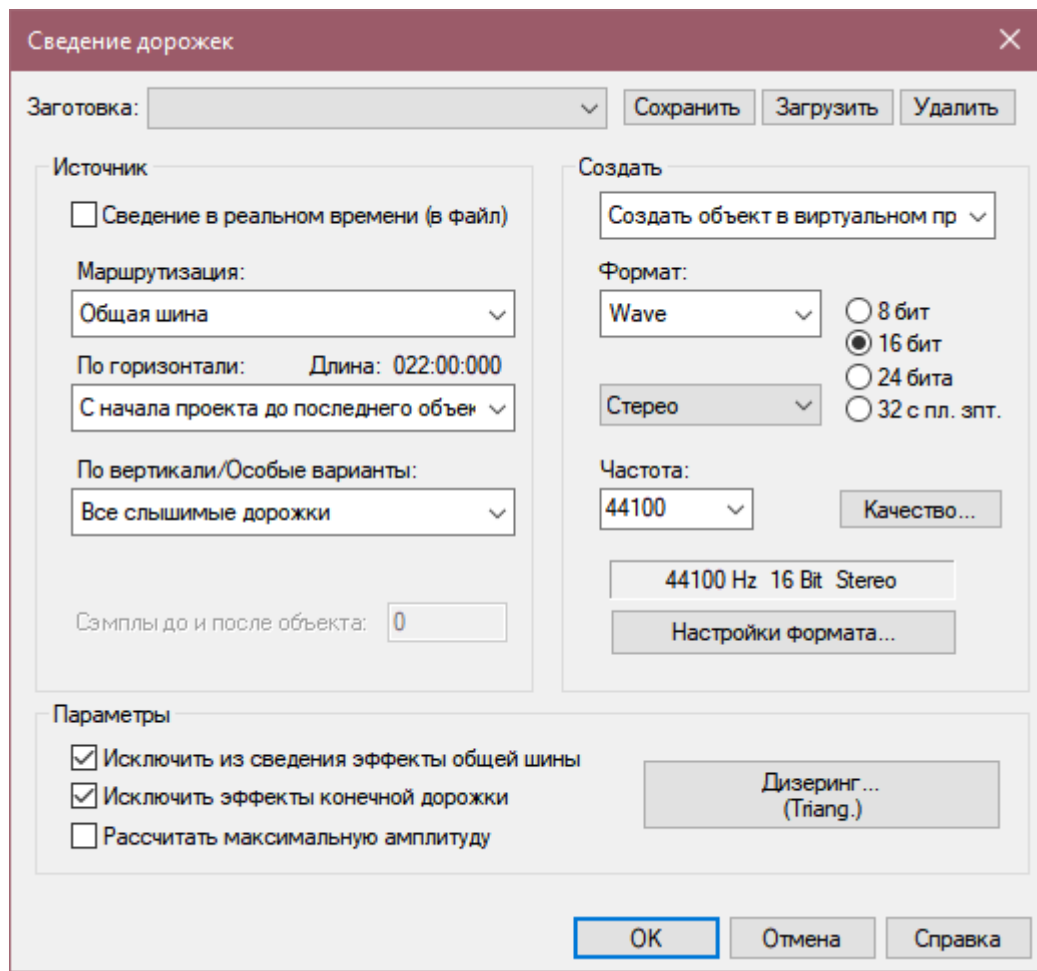 Сведение дорожек
Заготовка:
Сохранить Загрузить Удалить
Источник
Сведение в реальном времени (в файл)
Маршрутизация:
Общая шина
По горизонтали: Длина: 022:00:000
С начала проекта до последнего объек
По вертикали/Особые варианты:
Все слышимые дорожки
Сэмплы до и после объекта: 0
Создать
Создать объект в виртуальном пр
Формат:
Wave
8 бит
16 бит
24 бита
32 с пл. зпт.
Стерео
Частота:
44100
Качество...
44100 Hz 16 Bit Stereo
Настройки формата...
Параметры
Исключить из сведения эффекты общей шины
Исключить эффекты конечной дорожки
Рассчитать максимальную амплитуду
Дизеринг...
(Triang.)
OK Отмена Справка